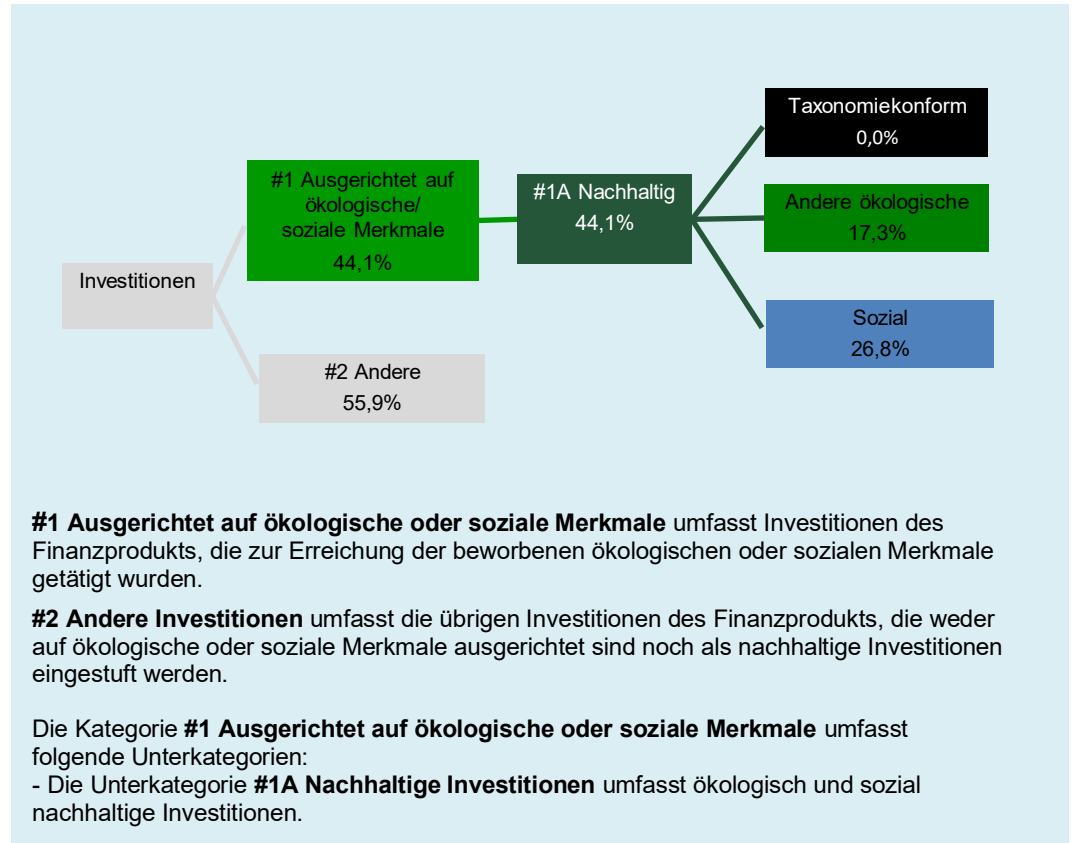 Taxonomiekonform
0,0%
#1 Ausgerichtet auf
ökologische/
soziale Merkmale
44,1%
#1A Nachhaltig
44,1%
Andere ökologische
17,3%
Investitionen
Sozial
26,8%
#2 Andere
55,9%
#1 Ausgerichtet auf ökologische oder soziale Merkmale umfasst Investitionen des
Finanzprodukts, die zur Erreichung der beworbenen ökologischen oder sozialen Merkmale
getätigt wurden.
#2 Andere Investitionen umfasst die übrigen Investitionen des Finanzprodukts, die weder
auf ökologische oder soziale Merkmale ausgerichtet sind noch als nachhaltige Investitionen
eingestuft werden.
Die Kategorie #1 Ausgerichtet auf ökologische oder soziale Merkmale umfasst
folgende Unterkategorien:
- Die Unterkategorie #1A Nachhaltige Investitionen umfasst ökologisch und sozial
nachhaltige Investitionen.